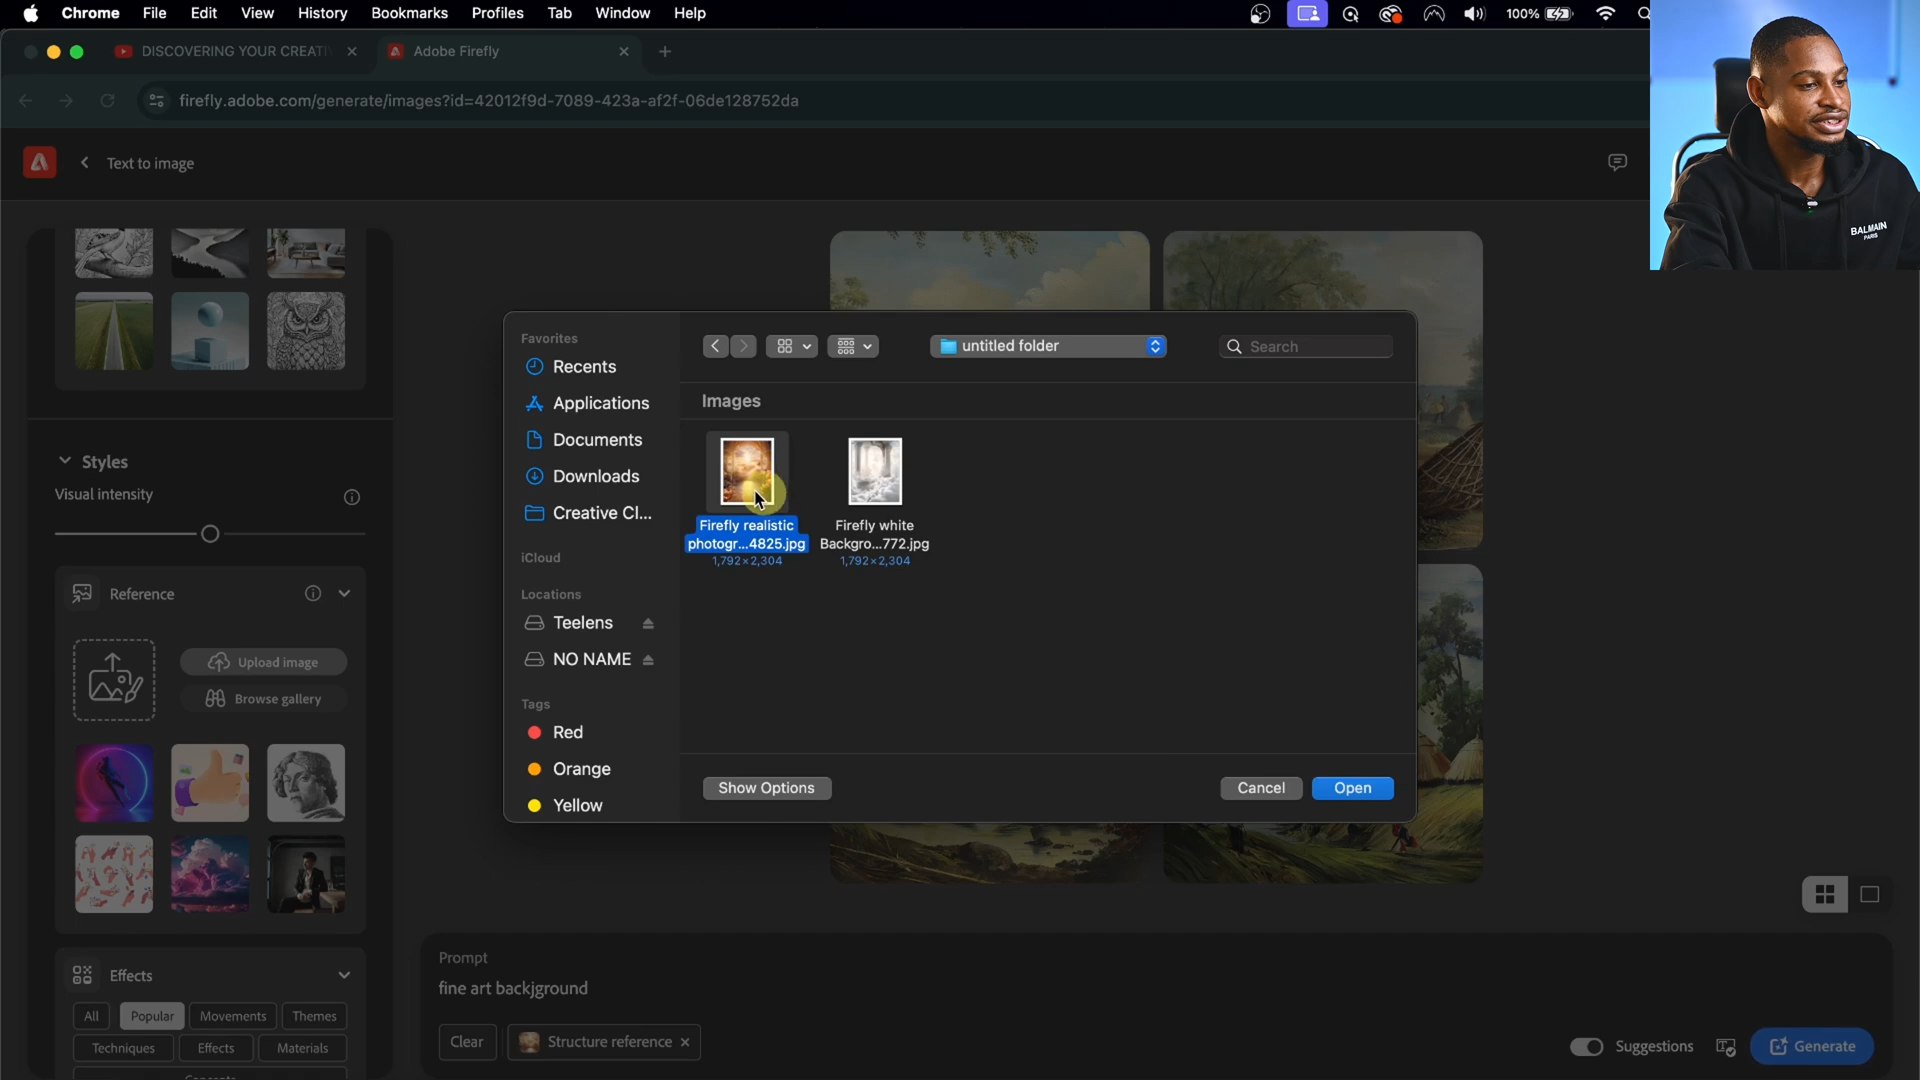 Chrome File Edit View History Bookmarks Profiles Tab Window Help 100%
DISCOVERING YOUR CREATI Adobe Firefly
firefly.adobe.com/generate/images?id=42012f9d-7089-423a-af2f-06de128752da
Text to image
BALMAIN
PARIS
Styles
Visual intensity
Reference
Upload image
Browse gallery
Effects
All Popular Movements Themes
Techniques Effects Materials
Concepts
Favorites
Recents
Applications
Documents
Downloads
Creative Cl...
iCloud
Locations
Teelens
NO NAME
Tags
Red
Orange
Yellow
untitled folder
Search
Images
Firefly realistic
photogr...4825.jpg
1,792×2,304
Firefly white
Backgro...772.jpg
1,792×2,304
Show Options
Cancel
Open
Prompt
fine art backjground
Clear
Structure reference
Suggestions
Generate